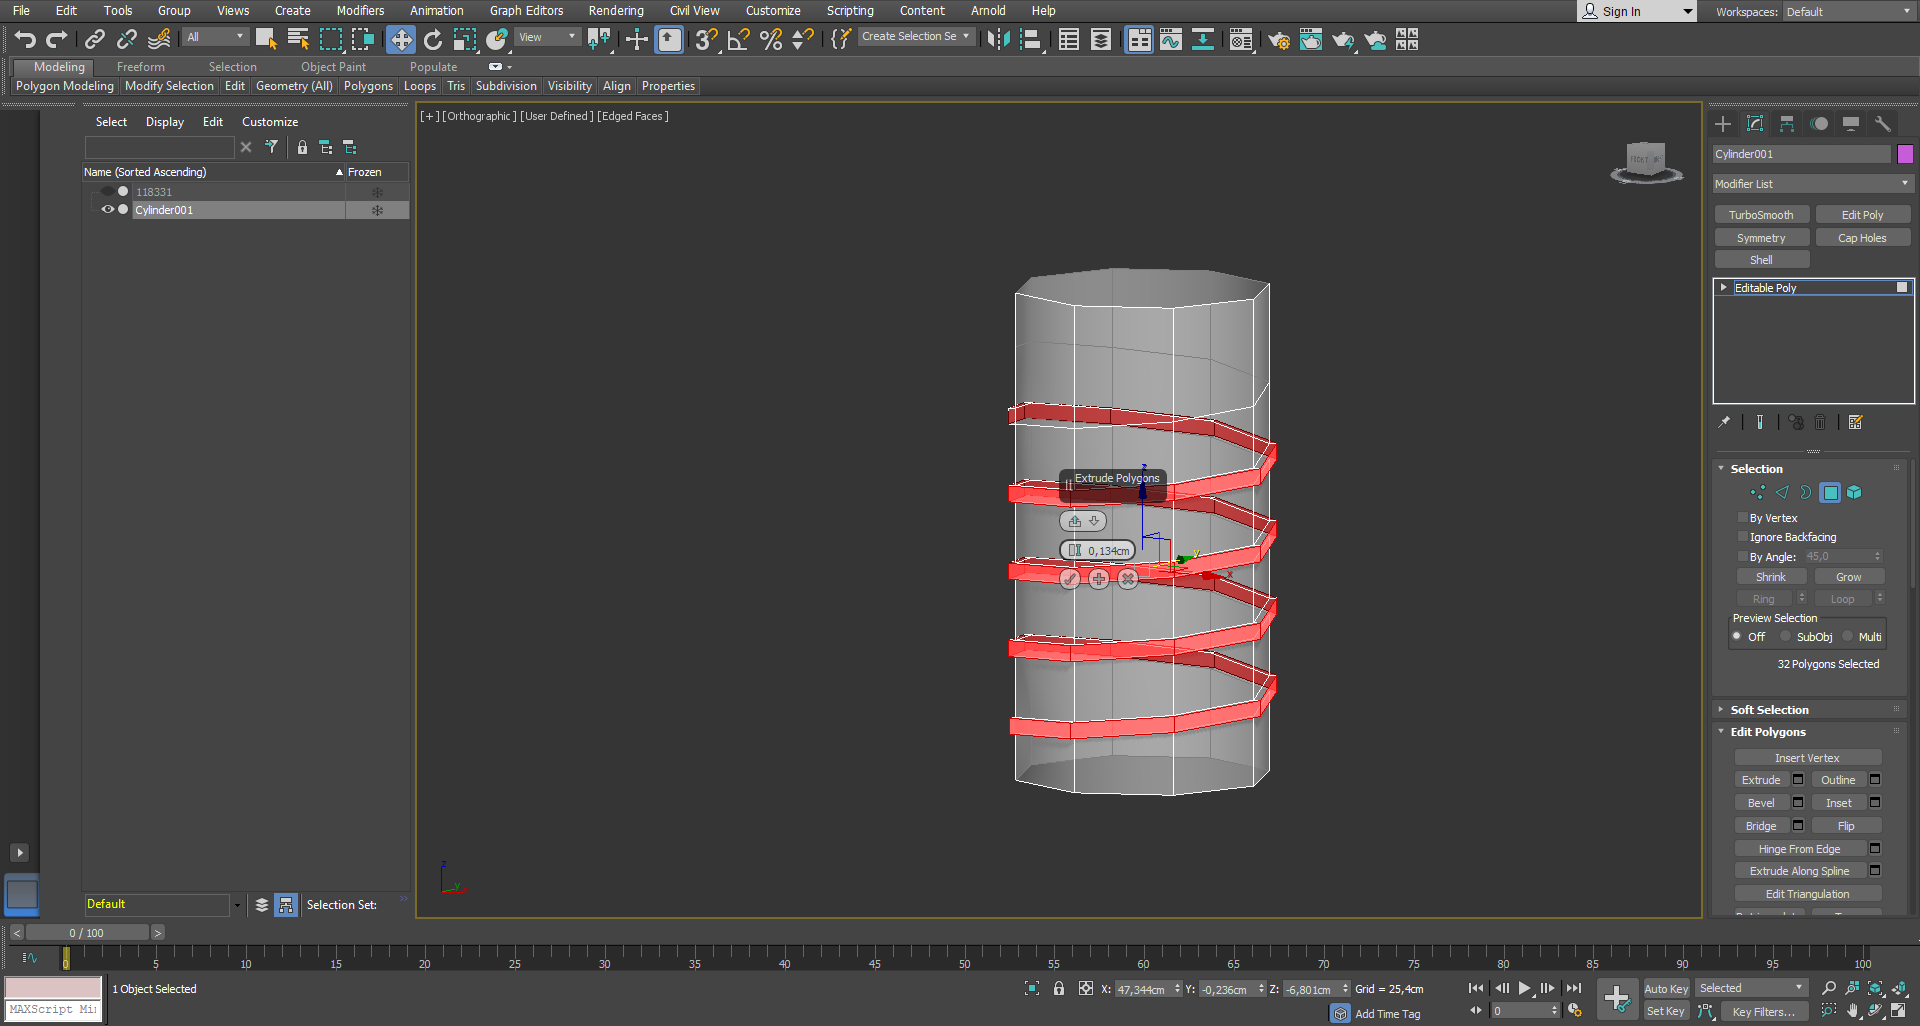 File Edit Tools Group Views Create Modifiers Animation Graph Editors Rendering Civil View Customize Scripting Content Arnold Help Sign In Workspaces: Default
All View Create Selection Se
Modeling Freeform Selection Object Paint Populate
Polygon Modeling Modify Selection Edit Geometry (All) Polygons Loops Tris Subdivision Visibility Align Properties
Select Display Edit Customize
[+] [Orthographic] [User Defined] [Edged Faces]
Name (Sorted Ascending) Frozen
118331
Cylinder001
Extrude Polygons
0,134cm
z
y
x
Cylinder001
Modifier List
TurboSmooth Edit Poly
Symmetry Cap Holes
Shell
Editable Poly
Selection
By Vertex
Ignore Backfacing
By Angle: 45,0
Shrink Grow
Ring Loop
Preview Selection
Off SubObj Multi
32 Polygons Selected
Soft Selection
Edit Polygons
Insert Vertex
Extrude Outline
Bevel Inset
Bridge Flip
Hinge From Edge
Extrude Along Spline
Edit Triangulation
z
y
Default Selection Set:
< 0 / 100 >
0 5 10 15 20 25 30 35 40 45 50 55 60 65 70 75 80 85 90 95 100
1 Object Selected X: 47,344cm Y: -0,236cm Z: -6,801cm Grid = 25,4cm Auto Key Selected
MAXScript Mi Add Time Tag 0 Set Key Key Filters...